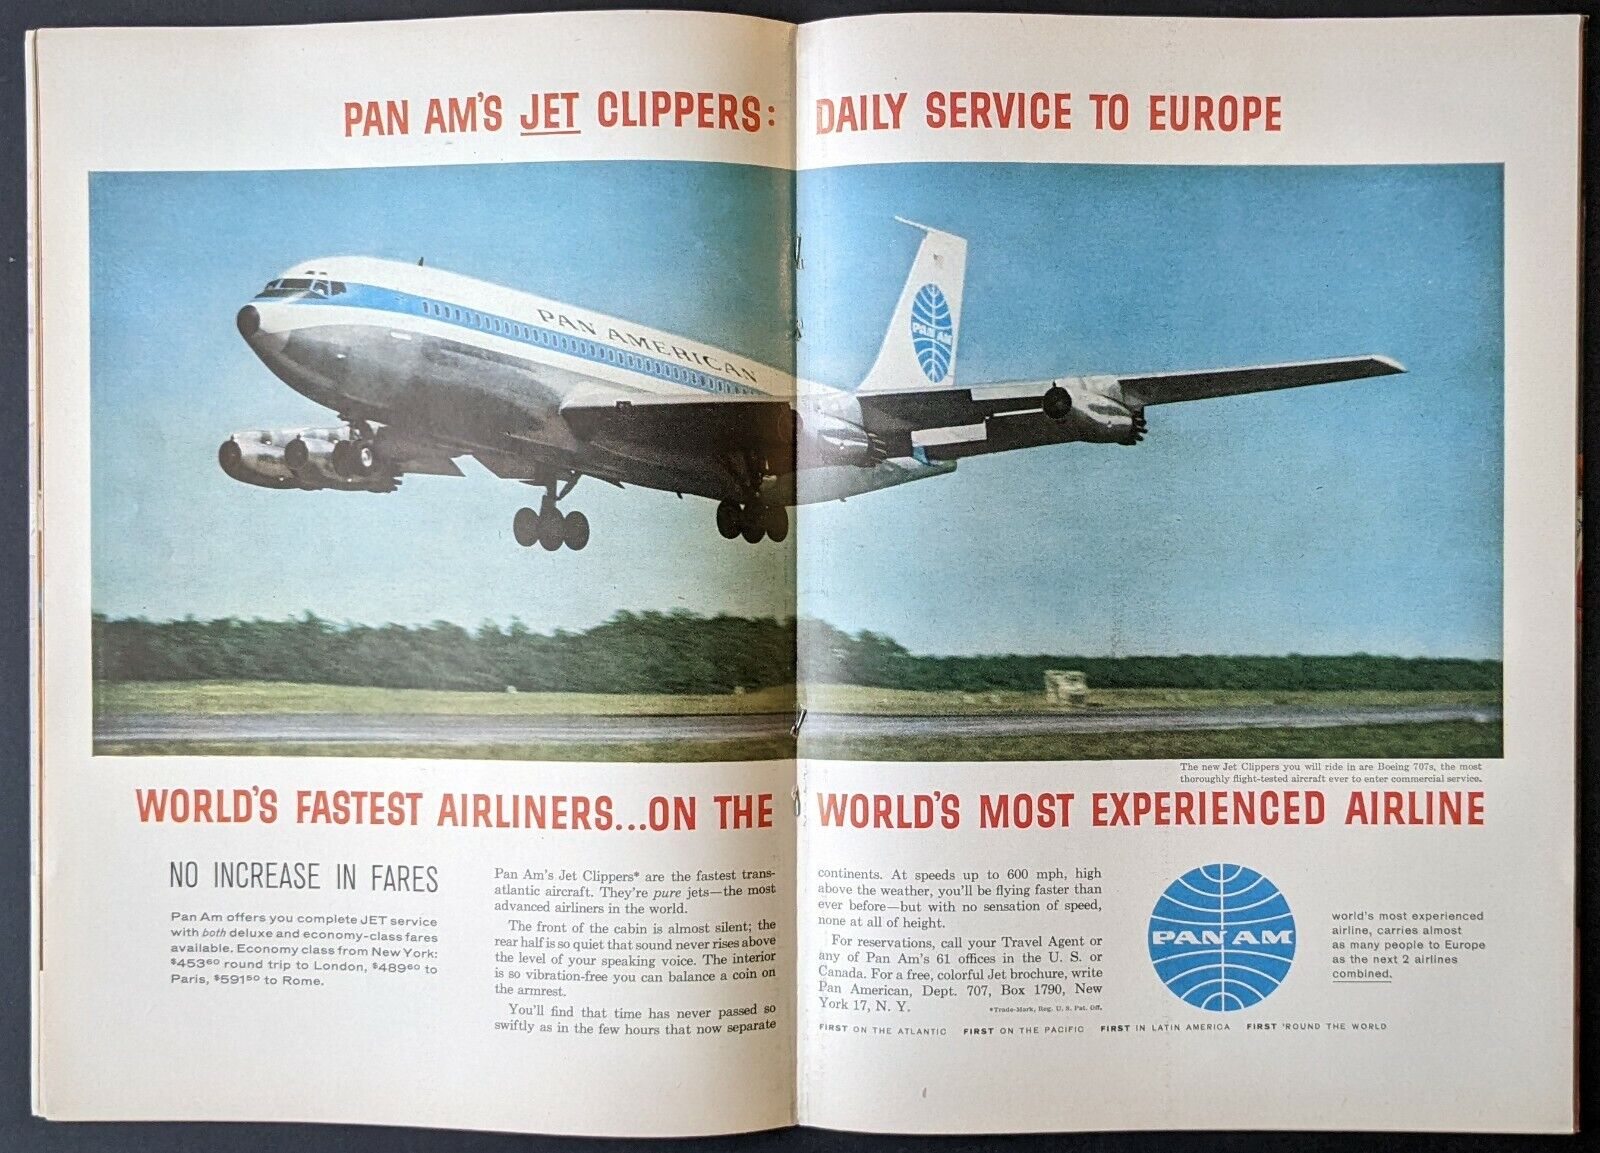 PAN AM'S JET CLIPPERS: DAILY SERVICE TO EUROPE
PAN AMERICAN
PAN AM
The new Jet Clippers you will ride in are Boeing 707s, the most
thoroughly flight-tested aircraft ever to enter commercial service.
WORLD'S FASTEST AIRLINERS...ON THE WORLD'S MOST EXPERIENCED AIRLINE
NO INCREASE IN FARES
Pan Am offers you complete JET service
with both deluxe and economy-class fares
available. Economy class from New York:
$453⁶⁰ round trip to London, $489⁶⁰ to
Paris, $591⁵⁰ to Rome.
Pan Am's Jet Clippers* are the fastest trans-
atlantic aircraft. They're pure jets—the most
advanced airliners in the world.
The front of the cabin is almost silent; the
rear half is so quiet that sound never rises above
the level of your speaking voice. The interior
is so vibration-free you can balance a coin on
the armrest.
You'll find that time has never passed so
swiftly as in the few hours that now separate
continents. At speeds up to 600 mph, high
above the weather, you'll be flying faster than
ever before—but with no sensation of speed,
none at all of height.
For reservations, call your Travel Agent or
any of Pan Am's 61 offices in the U. S. or
Canada. For a free, colorful Jet brochure, write
Pan American, Dept. 707, Box 1790, New
York 17, N. Y.
*Trade-Mark, Reg. U. S. Pat. Off.
PAN AM
world's most experienced
airline, carries almost
as many people to Europe
as the next 2 airlines
combined.
FIRST ON THE ATLANTIC FIRST ON THE PACIFIC FIRST IN LATIN AMERICA FIRST 'ROUND THE WORLD